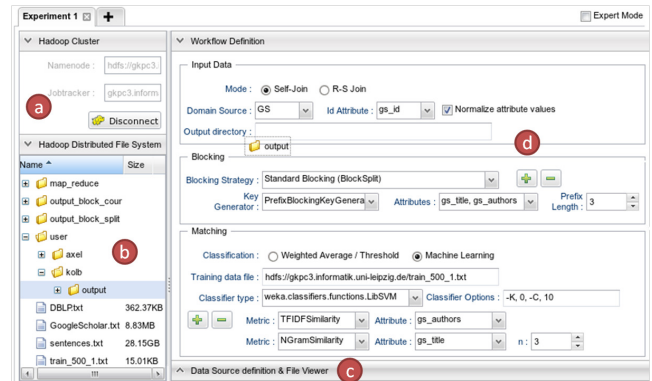 Experiment 1
Expert Mode
Hadoop Cluster
Namenode : hdfs://gkpc3.
Jobtracker : gkpc3.inform
a
Disconnect
Hadoop Distributed File System
Name Size
map_reduce
output_block_cour
output_block_split
user
axel
b
kolb
output
DBLP.txt 362.37KB
GoogleScholar.txt 8.83MB
sentences.txt 28.15GB
train_500_1.txt 15.01KB
Workflow Definition
Input Data
Mode : Self-Join R-S Join
Domain Source : GS Id Attribute : gs_id Normalize attribute values
Output directory :
output
d
Blocking
Blocking Strategy : Standard Blocking (BlockSplit)
Key Generator : PrefixBlockingKeyGenera Attributes : gs_title, gs_authors Prefix Length : 3
Matching
Classification : Weighted Average / Threshold Machine Learning
Training data file : hdfs://gkpc3.informatik.uni-leipzig.de/train_500_1.txt
Classifier type : weka.classifiers.functions.LibSVM Classifier Options : -K, 0, -C, 10
Metric : TFIDFSimilarity Attribute : gs_authors
Metric : NGramSimilarity Attribute : gs_title n : 3
Data Source definition & File Viewer
c